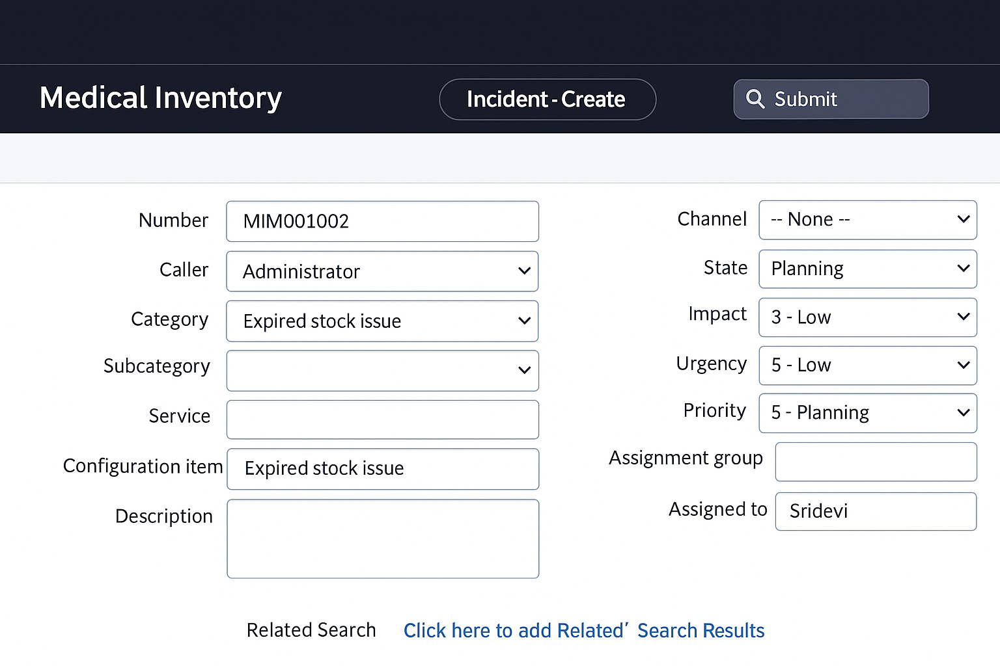 Medical Inventory
Incident - Create
Submit
Number MIM001002
Caller Administrator
Category Expired stock issue
Subcategory
Service
Configuration item Expired stock issue
Description
Channel -- None --
State Planning
Impact 3 - Low
Urgency 5 - Low
Priority 5 - Planning
Assignment group
Assigned to Sridevi
Related Search Click here to add Related′ Search Results